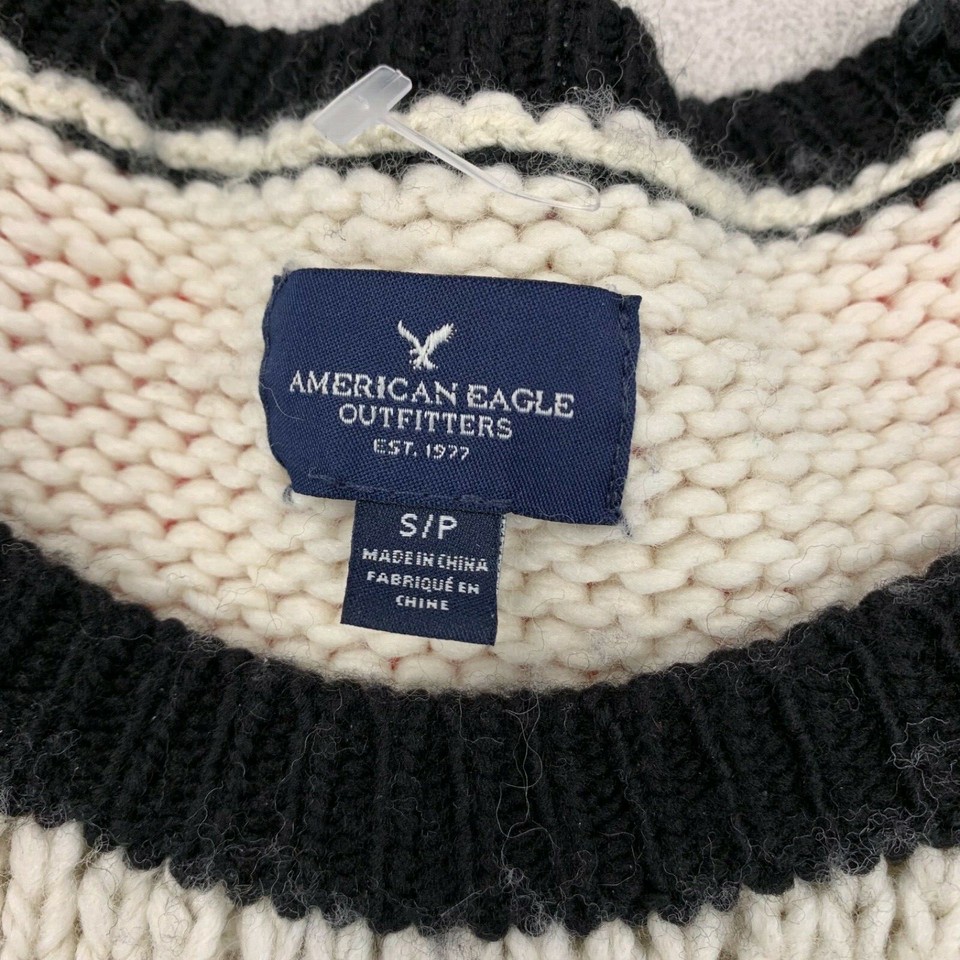 AMERICAN EAGLE
OUTFITTERS
EST. 1977
S/P
MADE IN CHINA
FABRIQUÉ EN
CHINE